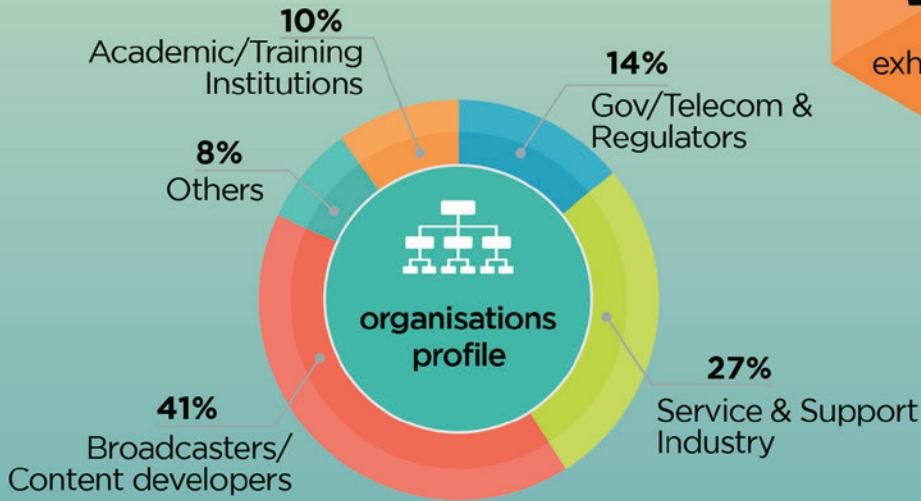 10%
Academic/Training
Institutions
14%
Gov/Telecom &
Regulators
8%
Others
organisations
profile
27%
Service & Support
Industry
41%
Broadcasters/
Content developers